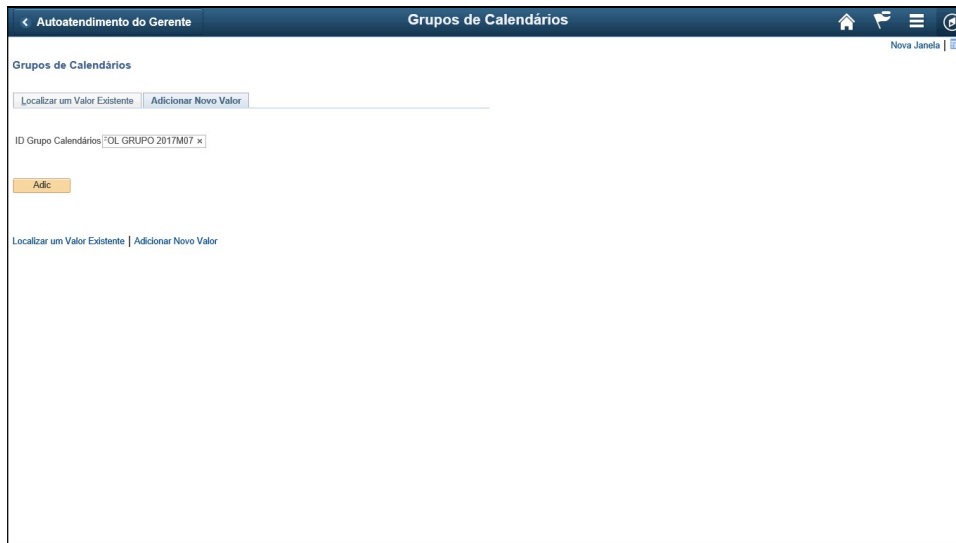 Autoatendimento do Gerente
Grupos de Calendários
Nova Janela |
Grupos de Calendários
Localizar um Valor Existente Adicionar Novo Valor
ID Grupo Calendários OL GRUPO 2017M07 ×
Adic
Localizar um Valor Existente | Adicionar Novo Valor